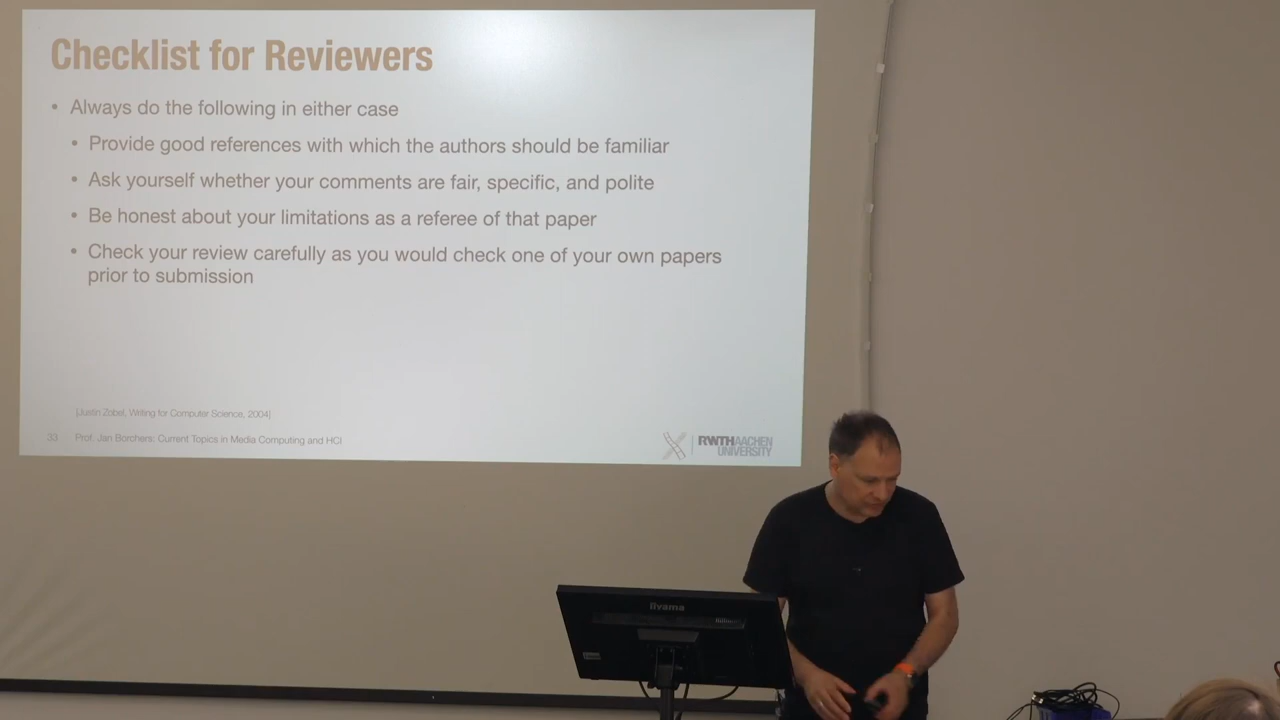 Checklist for Reviewers
• Always do the following in either case
• Provide good references with which the authors should be familiar
• Ask yourself whether your comments are fair, specific, and polite
• Be honest about your limitations as a referee of that paper
• Check your review carefully as you would check one of your own papers
prior to submission
[Justin Zobel, Writing for Computer Science, 2004]
33 Prof. Jan Borchers: Current Topics in Media Computing and HCI
RWTHAACHEN
UNIVERSITY
iiyama